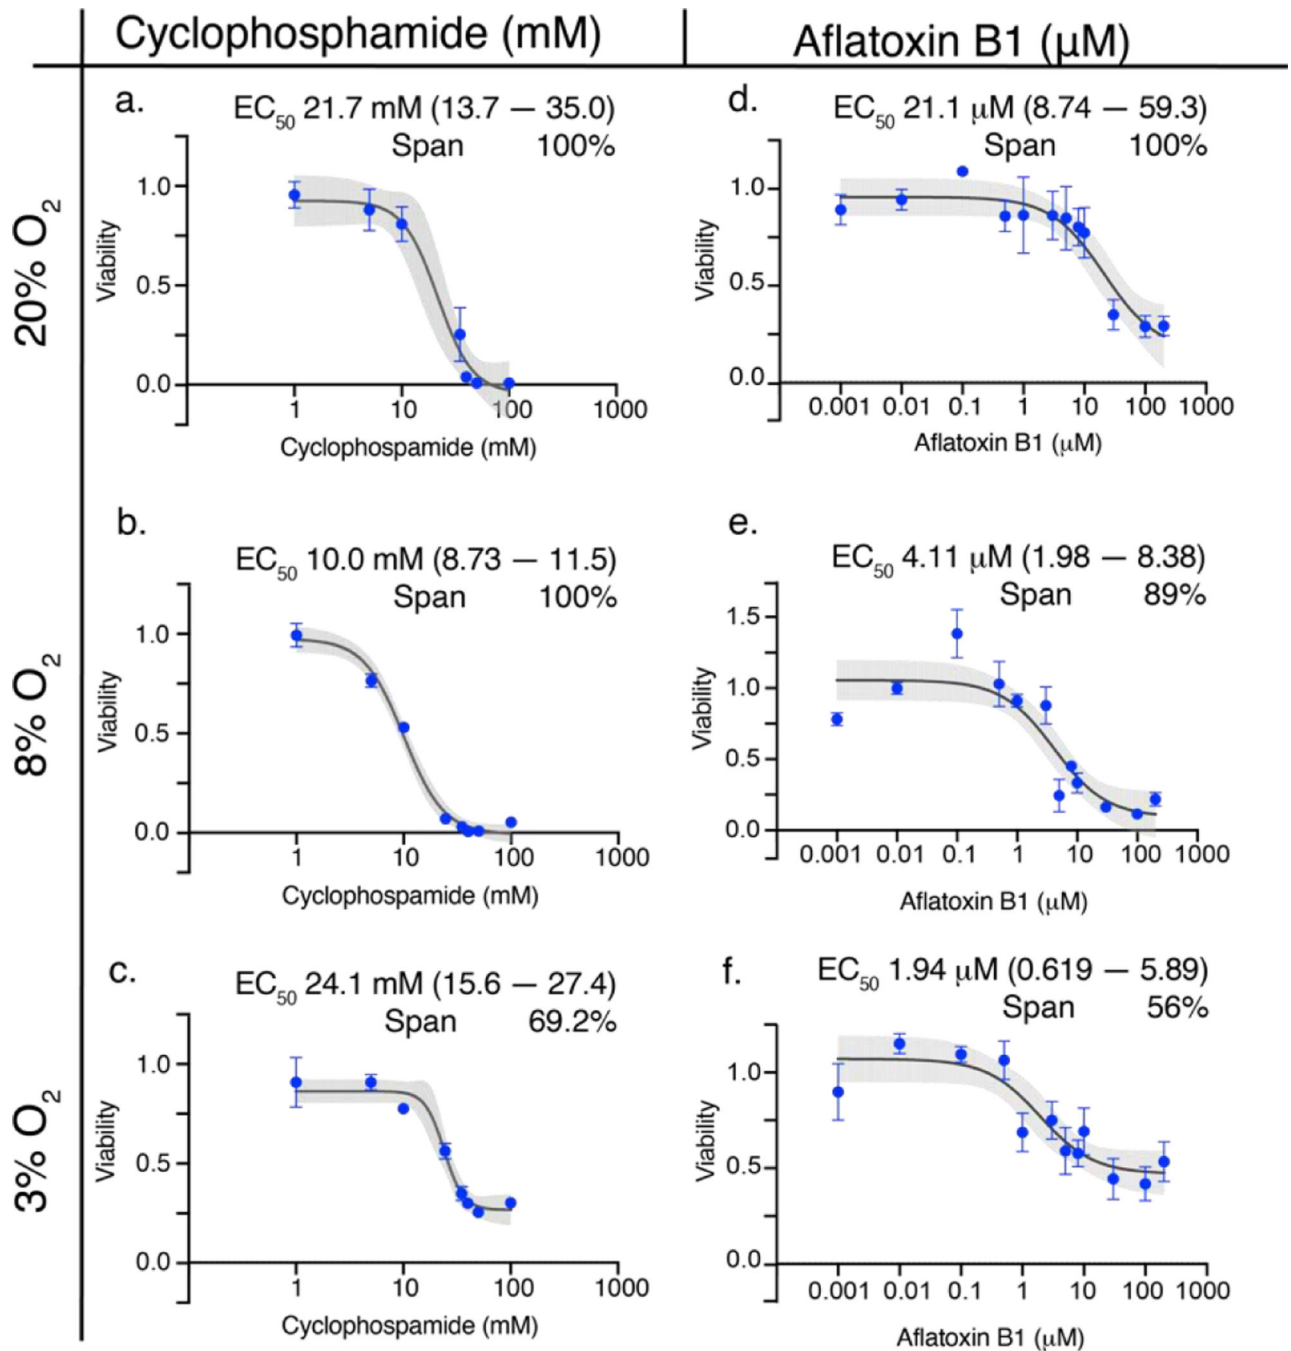 Cyclophosphamide (mM)
Aflatoxin B1 (μM)
20% O2
a.
EC50 21.7 mM (13.7 — 35.0)
Span 100%
1.0
0.5
0.0
Viability
1 10 100 1000
Cyclophospamide (mM)
d.
EC50 21.1 μM (8.74 — 59.3)
Span 100%
1.0
0.5
0.0
Viability
0.001 0.01 0.1 1 10 100 1000
Aflatoxin B1 (μM)
8% O2
b.
EC50 10.0 mM (8.73 — 11.5)
Span 100%
1.0
0.5
0.0
Viability
1 10 100 1000
Cyclophospamide (mM)
e.
EC50 4.11 μM (1.98 — 8.38)
Span 89%
1.5
1.0
0.5
0.0
Viability
0.001 0.01 0.1 1 10 100 1000
Aflatoxin B1 (μM)
3% O2
c.
EC50 24.1 mM (15.6 — 27.4)
Span 69.2%
1.0
0.5
0.0
Viability
1 10 100 1000
Cyclophospamide (mM)
f.
EC50 1.94 μM (0.619 — 5.89)
Span 56%
1.0
0.5
0.0
Viability
0.001 0.01 0.1 1 10 100 1000
Aflatoxin B1 (μM)